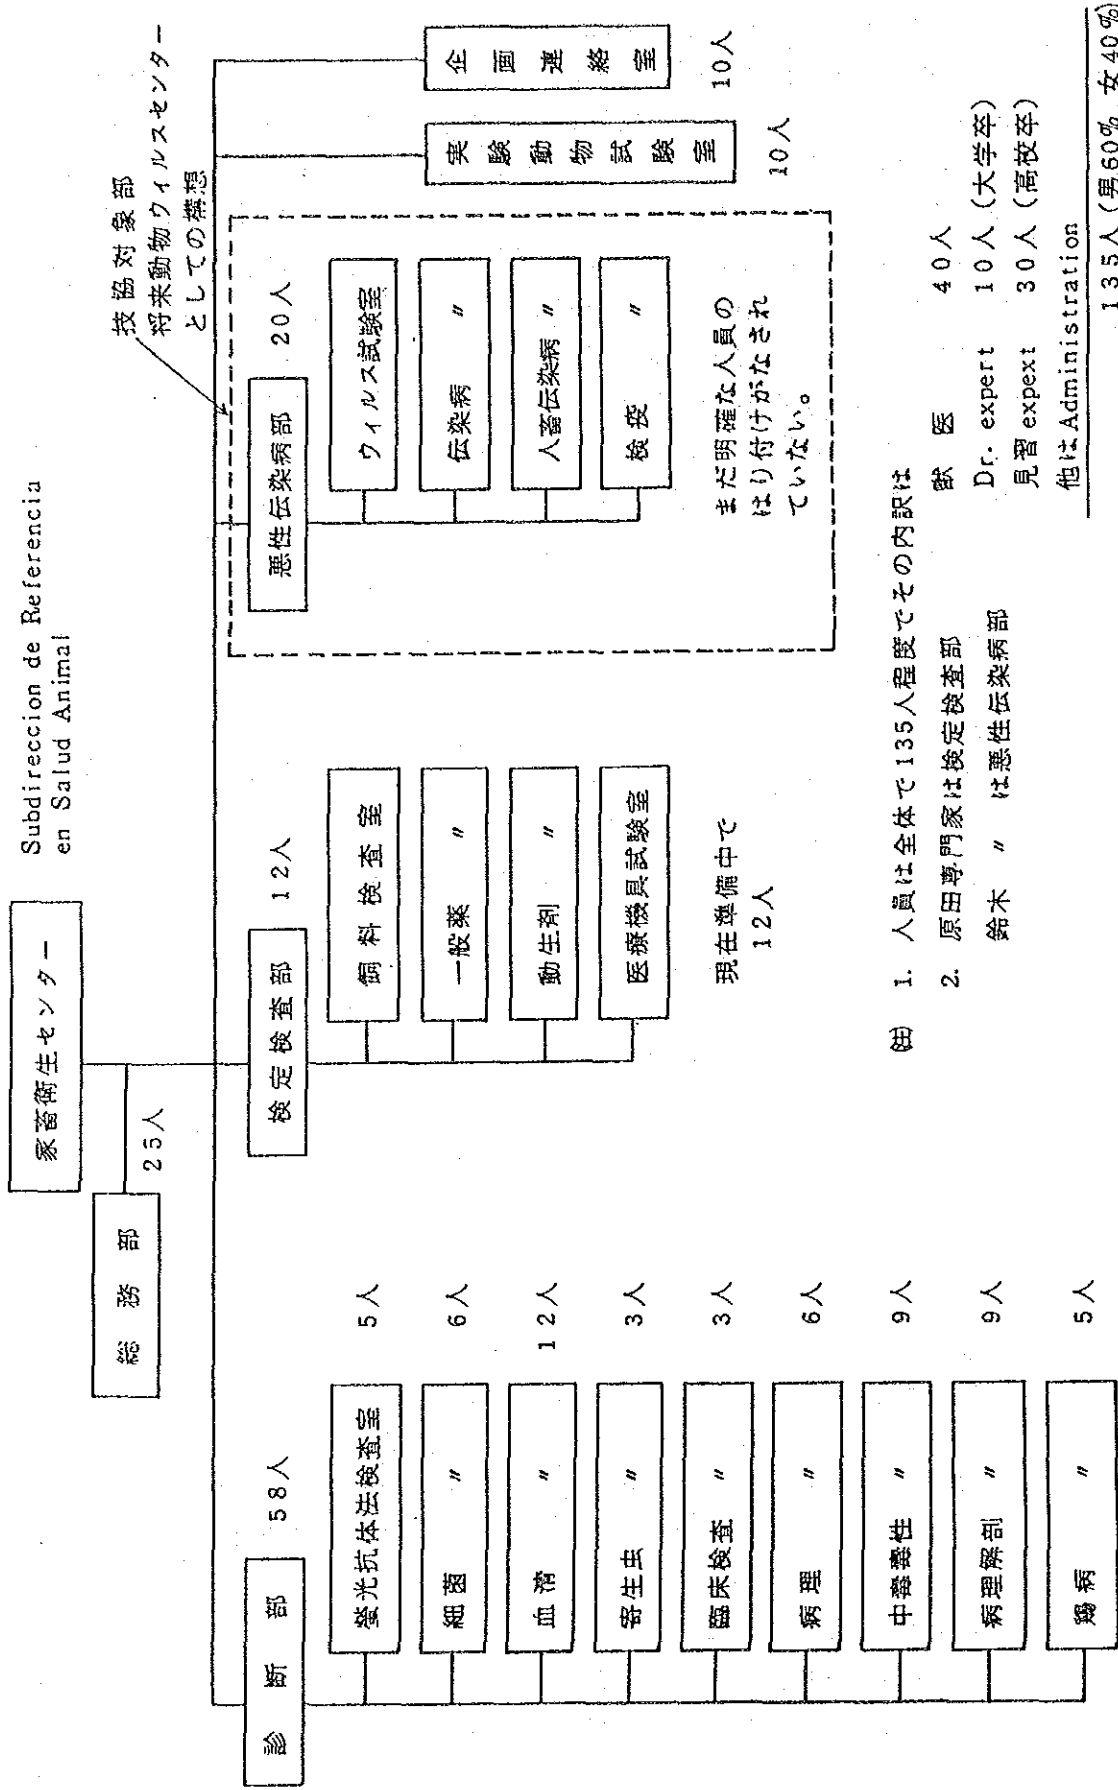 家畜衛生センター
Subdireccion de Referencia
en Salud Animal
総務部
25人
技協対象部
将来動物ウィルスセンター
としての構想
診断部 58人
螢光抗体法検査室 5人
細菌 〃 6人
血清 〃 12人
寄生虫 〃 3人
臨床検査 〃 3人
病理 〃 6人
中毒毒性 〃 9人
病理解剖 〃 9人
鶏病 〃 5人
検定検査部 12人
飼料検査室
一般薬 〃
動生剤 〃
医療機具試験室
現在準備中で
12人
悪性伝染病部 20人
ウィルス試験室
伝染病 〃
人畜伝染病 〃
検疫 〃
まだ明確な人員の
はり付けがなされ
ていない。
実験動物試験室
10人
企画連絡室
10人
(注) 1. 人員は全体で135人程度でその内訳は
獣医 40人
Dr. expert 10人(大学卒)
見習 expext 30人(高校卒)
他はAdministration
135人(男60% 女40%)
2. 原田専門家は検定検査部
鈴木 〃 は悪性伝染病部